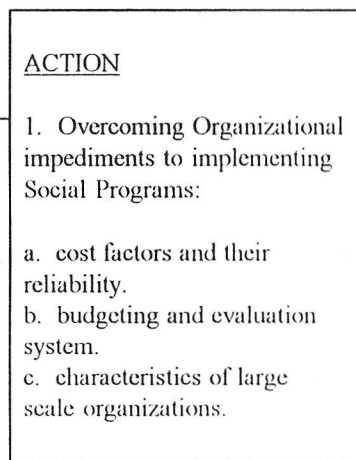 ACTION
1. Overcoming Organizational
impediments to implementing
Social Programs:
a. cost factors and their
reliability.
b. budgeting and evaluation
system.
c. characteristics of large
scale organizations.